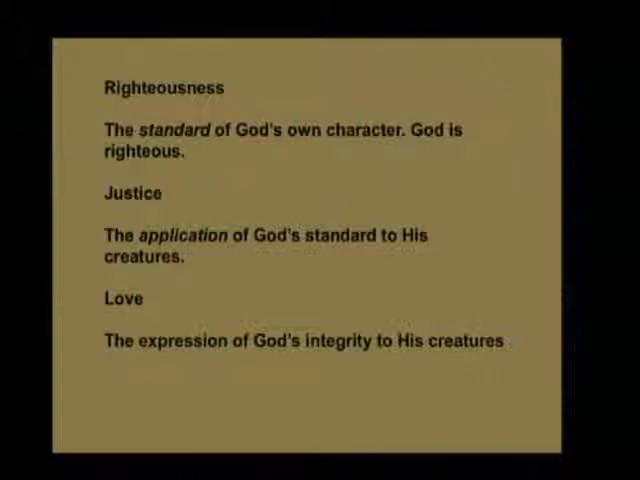 Righteousness
The standard of God's own character. God is
righteous.
Justice
The application of God's standard to His
creatures.
Love
The expression of God's integrity to His creatures